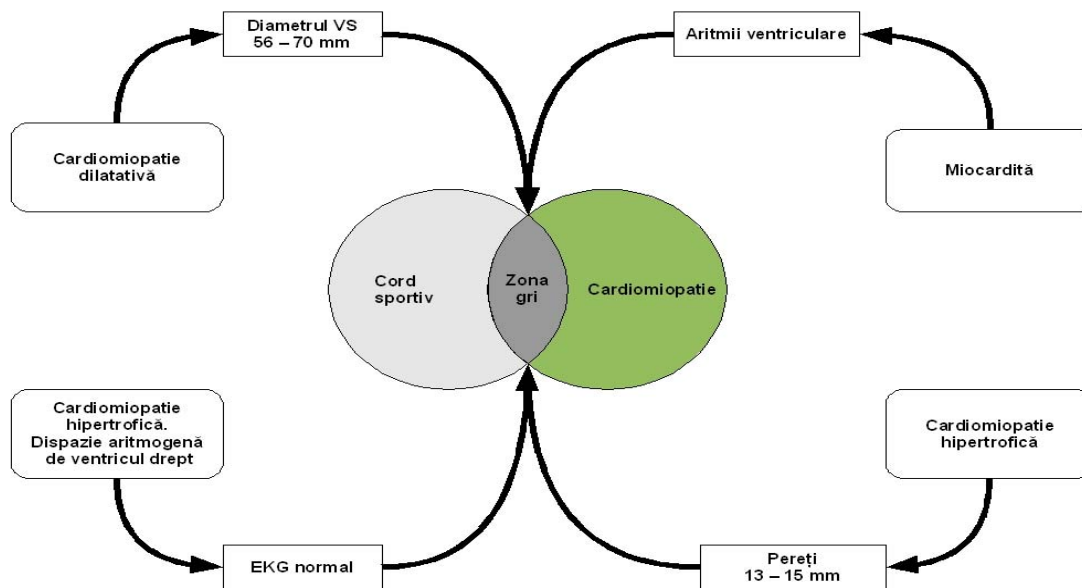 Diametrul VS
56 – 70 mm
Aritmii ventriculare
Cardiomiopatie
dilatativă
Miocardită
Cord
sportiv
Zona
gri
Cardiomiopatie
Cardiomiopatie
hipertrofică.
Dispazie aritmogenă
de ventricul drept
Cardiomiopatie
hipertrofică
EKG normal
Pereți
13 – 15 mm